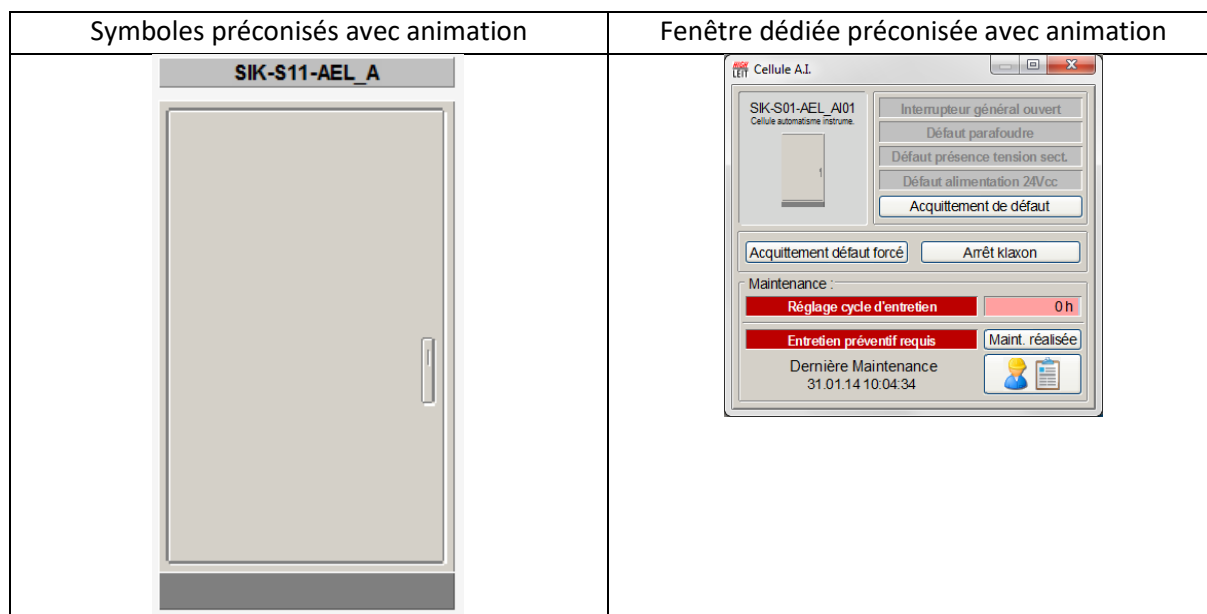 Symboles préconisés avec animation
Fenêtre dédiée préconisée avec animation
SIK-S11-AEL_A
Cellule A.I.
SIK-S01-AEL_AI01
Cellule automatisme instrume.
Interrupteur général ouvert
Défaut parafoudre
Défaut présence tension sect.
Défaut alimentation 24Vcc
Acquittement de défaut
Acquittement défaut forcé
Arrêt klaxon
Maintenance :
Réglage cycle d'entretien
0 h
Entretien préventif requis
Maint. réalisée
Dernière Maintenance
31.01.14 10:04:34